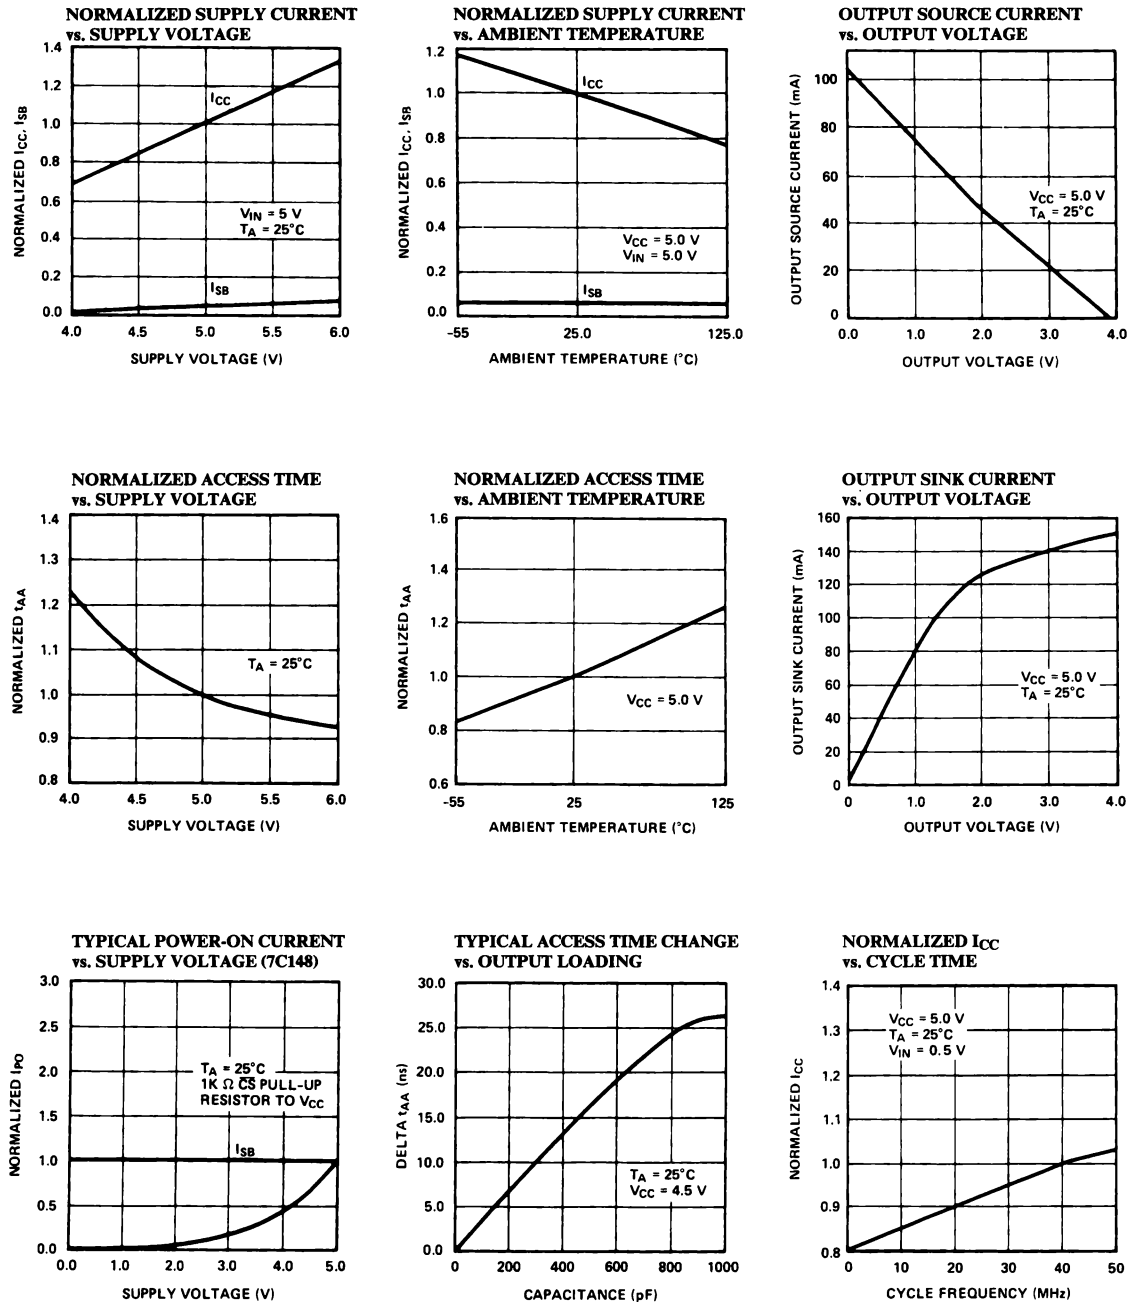 NORMALIZED SUPPLY CURRENT
vs. SUPPLY VOLTAGE
1.4
1.2
1.0
0.8
0.6
0.4
0.2
0.0
NORMALIZED ICC, ISB
ICC
VIN = 5 V
TA = 25°C
ISB
4.0 4.5 5.0 5.5 6.0
SUPPLY VOLTAGE (V)
NORMALIZED SUPPLY CURRENT
vs. AMBIENT TEMPERATURE
1.2
1.0
0.8
0.6
0.4
0.2
0.0
NORMALIZED ICC, ISB
ICC
VCC = 5.0 V
VIN = 5.0 V
ISB
-55 25.0 125.0
AMBIENT TEMPERATURE (°C)
OUTPUT SOURCE CURRENT
vs. OUTPUT VOLTAGE
100
80
60
40
20
0
OUTPUT SOURCE CURRENT (mA)
VCC = 5.0 V
TA = 25°C
0.0 1.0 2.0 3.0 4.0
OUTPUT VOLTAGE (V)
NORMALIZED ACCESS TIME
vs. SUPPLY VOLTAGE
1.4
1.3
1.2
1.1
1.0
0.9
0.8
NORMALIZED tAA
TA = 25°C
4.0 4.5 5.0 5.5 6.0
SUPPLY VOLTAGE (V)
NORMALIZED ACCESS TIME
vs. AMBIENT TEMPERATURE
1.6
1.4
1.2
1.0
0.8
0.6
NORMALIZED tAA
VCC = 5.0 V
-55 25 125
AMBIENT TEMPERATURE (°C)
OUTPUT SINK CURRENT
vs. OUTPUT VOLTAGE
160
140
120
100
80
60
40
20
0
OUTPUT SINK CURRENT (mA)
VCC = 5.0 V
TA = 25°C
0 1.0 2.0 3.0 4.0
OUTPUT VOLTAGE (V)
TYPICAL POWER-ON CURRENT
vs. SUPPLY VOLTAGE (7C148)
3.0
2.5
2.0
1.5
1.0
0.5
0.0
NORMALIZED IPO
TA = 25°C
1K Ω C̅S̅ PULL-UP
RESISTOR TO VCC
ISB
0.0 1.0 2.0 3.0 4.0 5.0
SUPPLY VOLTAGE (V)
TYPICAL ACCESS TIME CHANGE
vs. OUTPUT LOADING
30.0
25.0
20.0
15.0
10.0
5.0
0.0
DELTA tAA (ns)
TA = 25°C
VCC = 4.5 V
0 200 400 600 800 1000
CAPACITANCE (pF)
NORMALIZED ICC
vs. CYCLE TIME
1.4
1.3
1.2
1.1
1.0
0.9
0.8
NORMALIZED ICC
VCC = 5.0 V
TA = 25°C
VIN = 0.5 V
0 10 20 30 40 50
CYCLE FREQUENCY (MHz)